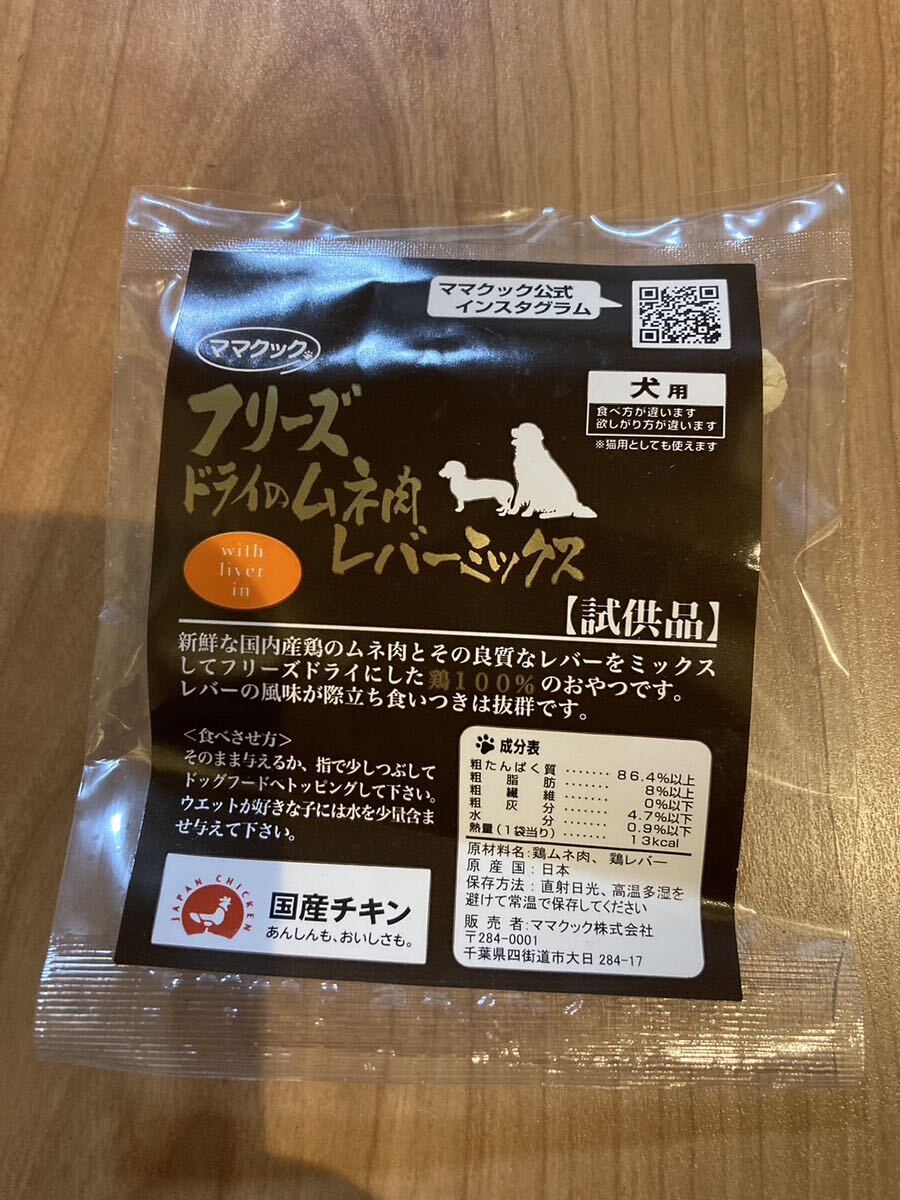 ママクック公式
インスタグラム
ママクック
犬用
食べ方が違います
欲しがり方が違います
※猫用としても使えます
フリーズ
ドライのムネ肉
レバーミックス
with
liver
in
【試供品】
新鮮な国内産鶏のムネ肉とその良質なレバーをミックス
してフリーズドライにした鶏100%のおやつです。
レバーの風味が際立ち食いつきは抜群です。
<食べさせ方>
そのまま与えるか、指で少しつぶして
ドッグフードへトッピングして下さい。
ウエットが好きな子には水を少量含ま
せ与えて下さい。
成分表
粗たんぱく質……86.4%以上
粗脂肪……8%以上
粗繊維……0%以下
粗灰分……4.7%以下
水分……0.9%以下
熱量(1袋当り)……13kcal
原材料名:鶏ムネ肉、鶏レバー
原産国:日本
保存方法:直射日光、高温多湿を
避けて常温で保存してください
販売者:ママクック株式会社
〒284-0001
千葉県四街道市大日284-17
JAPAN CHICKEN
国産チキン
あんしんも、おいしさも。